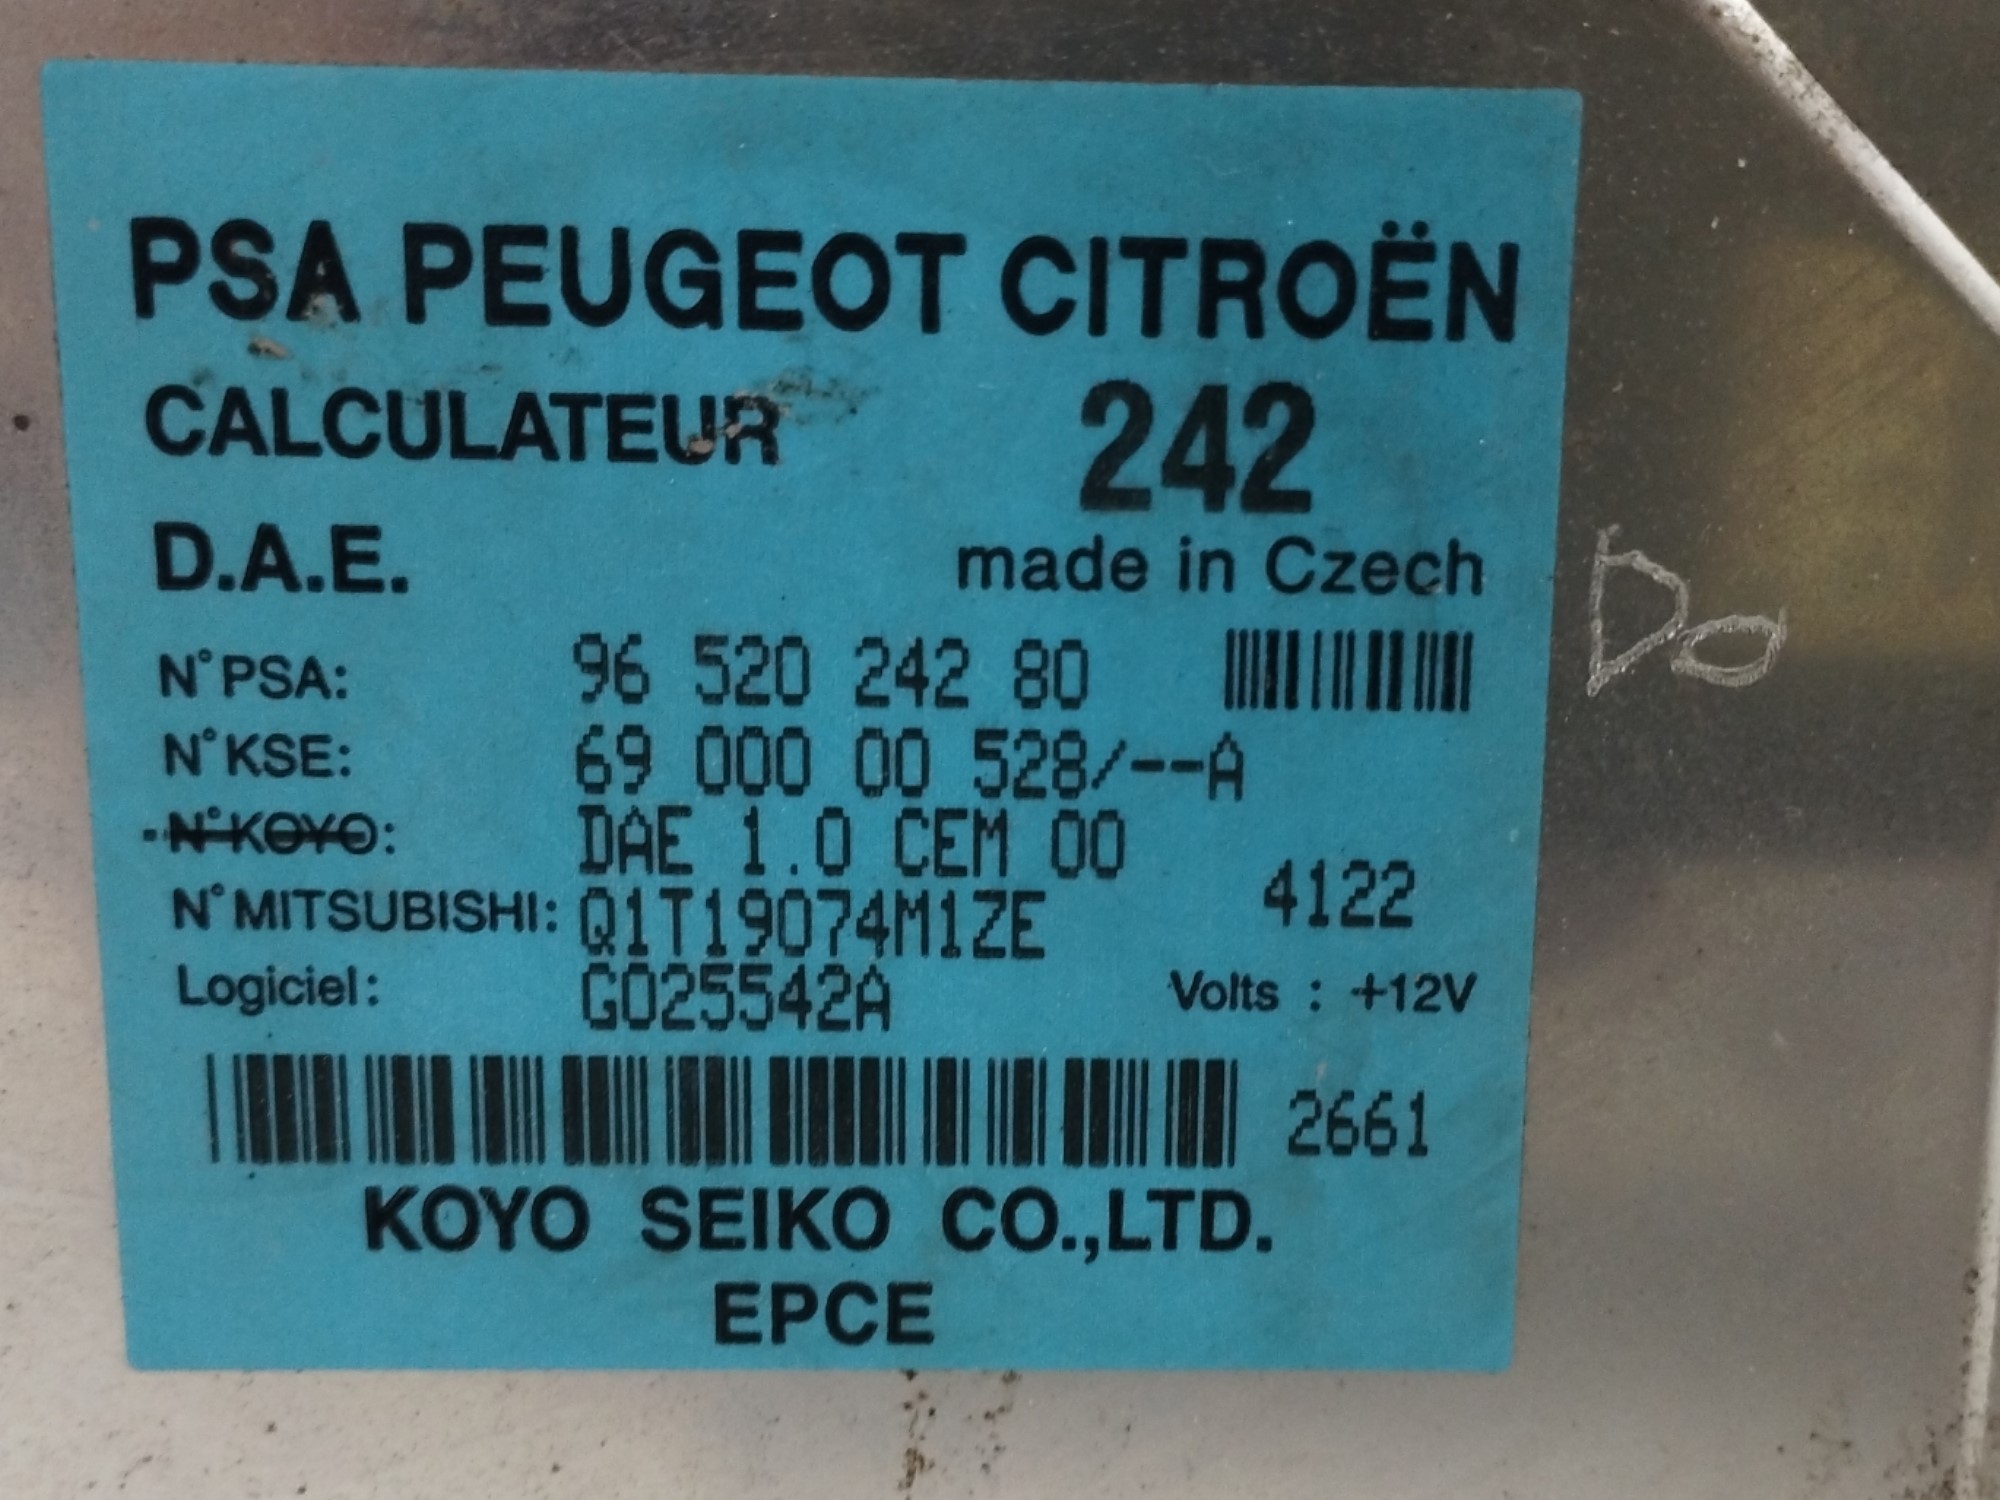 PSA PEUGEOT CITROËN
CALCULATEUR 242
D.A.E. made in Czech
N° PSA: 96 520 242 80
N° KSE: 69 000 00 528/--A
N° KOYO: DAE 1.0 CEM 00
N° MITSUBISHI: Q1T19074M1ZE 4122
Logiciel: G025542A Volts : +12V
2661
KOYO SEIKO CO.,LTD.
EPCE
Do